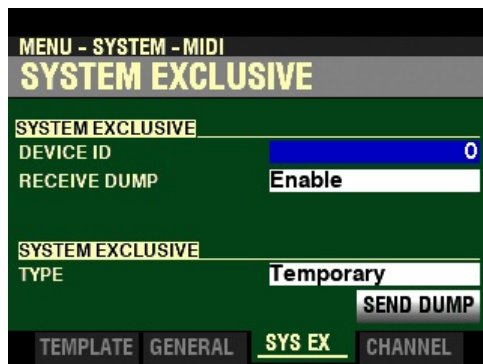 MENU - SYSTEM - MIDI
SYSTEM EXCLUSIVE
SYSTEM EXCLUSIVE
DEVICE ID 0
RECEIVE DUMP Enable
SYSTEM EXCLUSIVE
TYPE Temporary
SEND DUMP
TEMPLATE GENERAL SYS EX CHANNEL